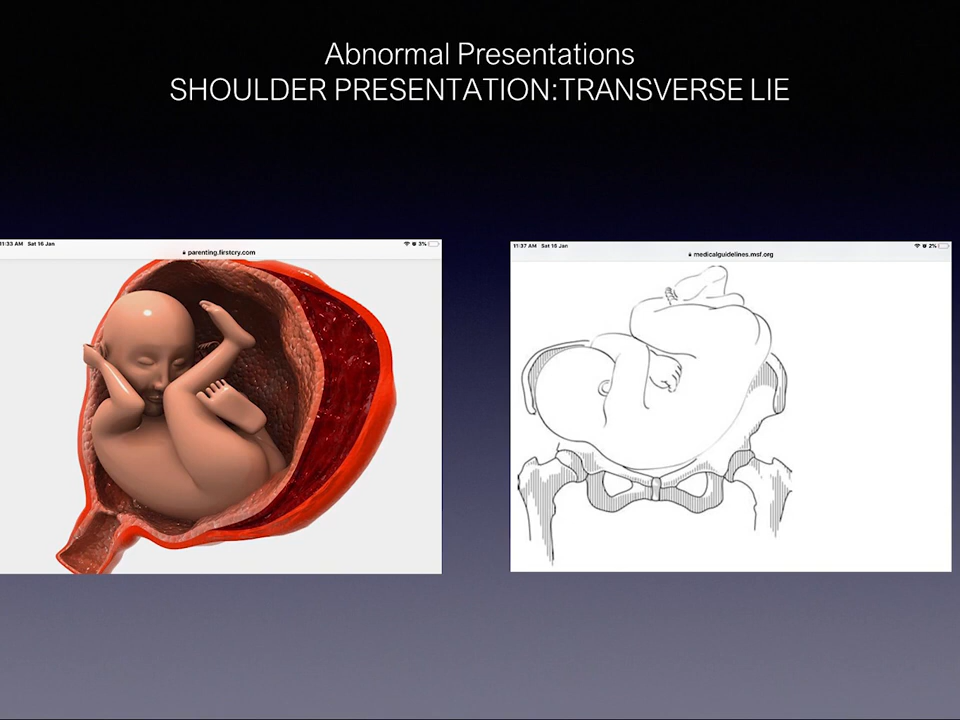 Abnormal Presentations
SHOULDER PRESENTATION:TRANSVERSE LIE
11:33 AM Sat 16 Jan
3%
parenting.firstcry.com
11:37 AM Sat 16 Jan
2%
medicalguidelines.msf.org